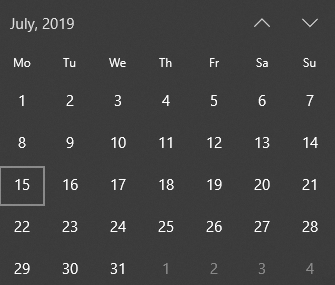 July, 2019
Mo Tu We Th Fr Sa Su
1 2 3 4 5 6 7
8 9 10 11 12 13 14
15 16 17 18 19 20 21
22 23 24 25 26 27 28
29 30 31 1 2 3 4